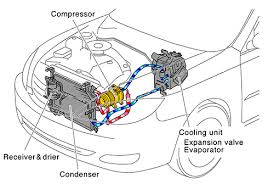 Compressor
Cooling unit
Expansion valve
Evaporator
Receiver & drier
Condenser